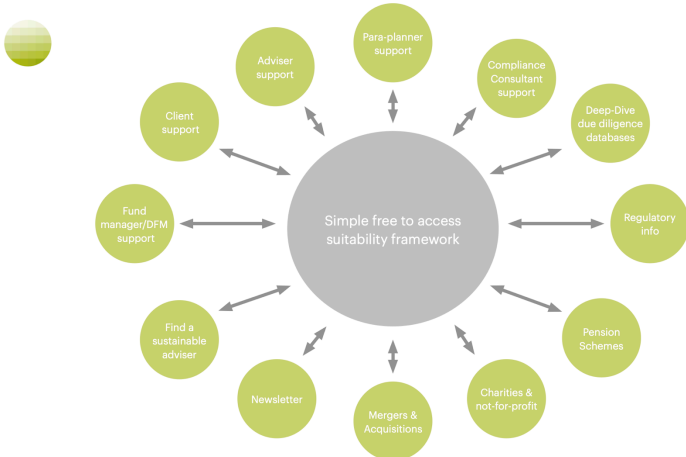 Para-planner
support
Adviser
support
Compliance
Consultant
support
Client
support
Deep-Dive
due diligence
databases
Fund
manager/DFM
support
Simple free to access
suitability framework
Regulatory
info
Find a
sustainable
adviser
Pension
Schemes
Newsletter
Charities &
not-for-profit
Mergers &
Acquisitions